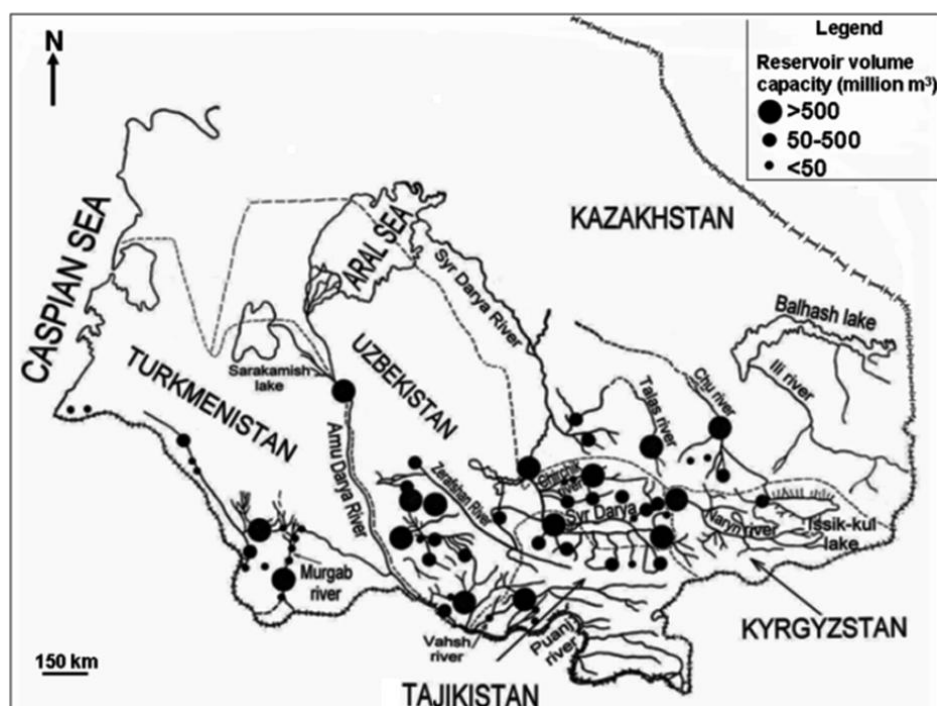 N
Legend
Reservoir volume
capacity (million m³)
>500
50-500
<50
CASPIAN SEA
ARAL SEA
KAZAKHSTAN
Syr Darya River
Balhash lake
Ili river
Sarakamish
lake
UZBEKISTAN
TURKMENISTAN
Talas river
Chu river
Amu Darya River
Zerafshan River
Chirchik
river
Syr Darya
Naryn river
Issik-kul
lake
Murgab
river
KYRGYZSTAN
Vahsh
river
Puanj
river
150 km
TAJIKISTAN